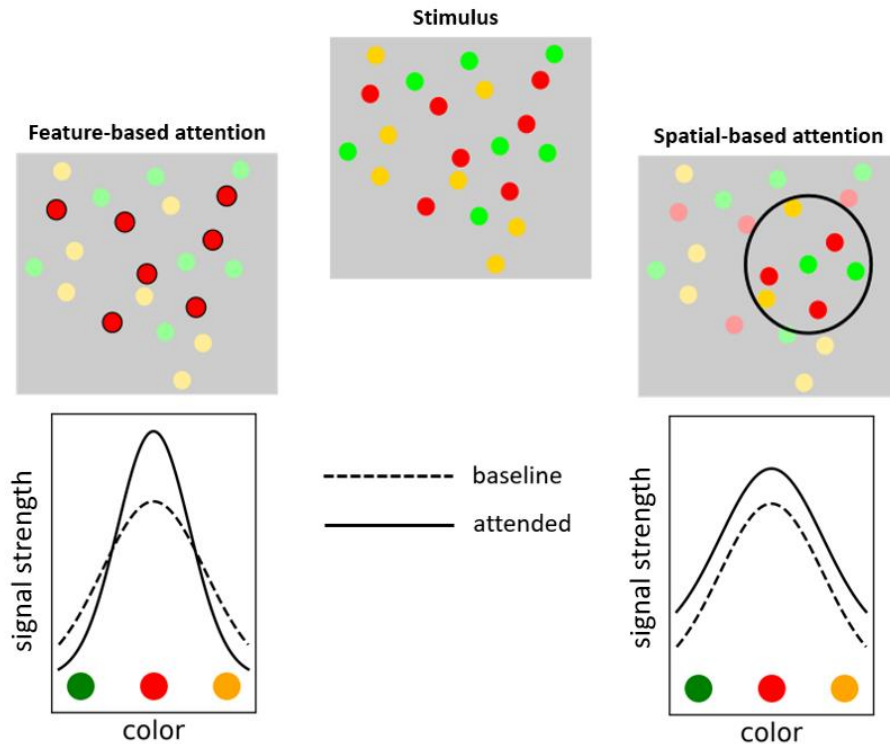 Stimulus
Feature-based attention
Spatial-based attention
signal strength
color
baseline
attended
signal strength
color